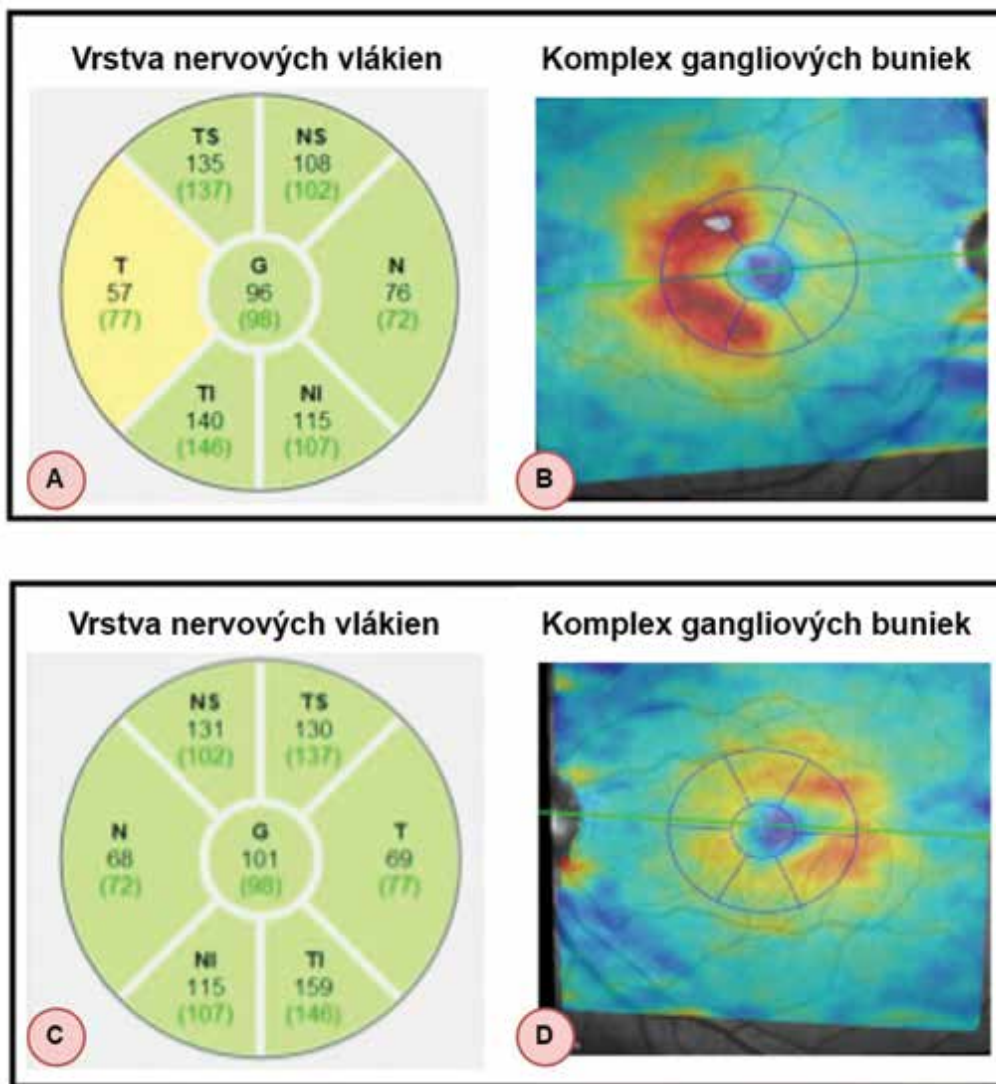 Vrstva nervových vlákien
Komplex gangliových buniek
TS
135
(137)
NS
108
(102)
T
57
(77)
G
96
(98)
N
76
(72)
TI
140
(146)
NI
115
(107)
A
B
Vrstva nervových vlákien
Komplex gangliových buniek
NS
131
(102)
TS
130
(137)
N
68
(72)
G
101
(98)
T
69
(77)
NI
115
(107)
TI
159
(146)
C
D